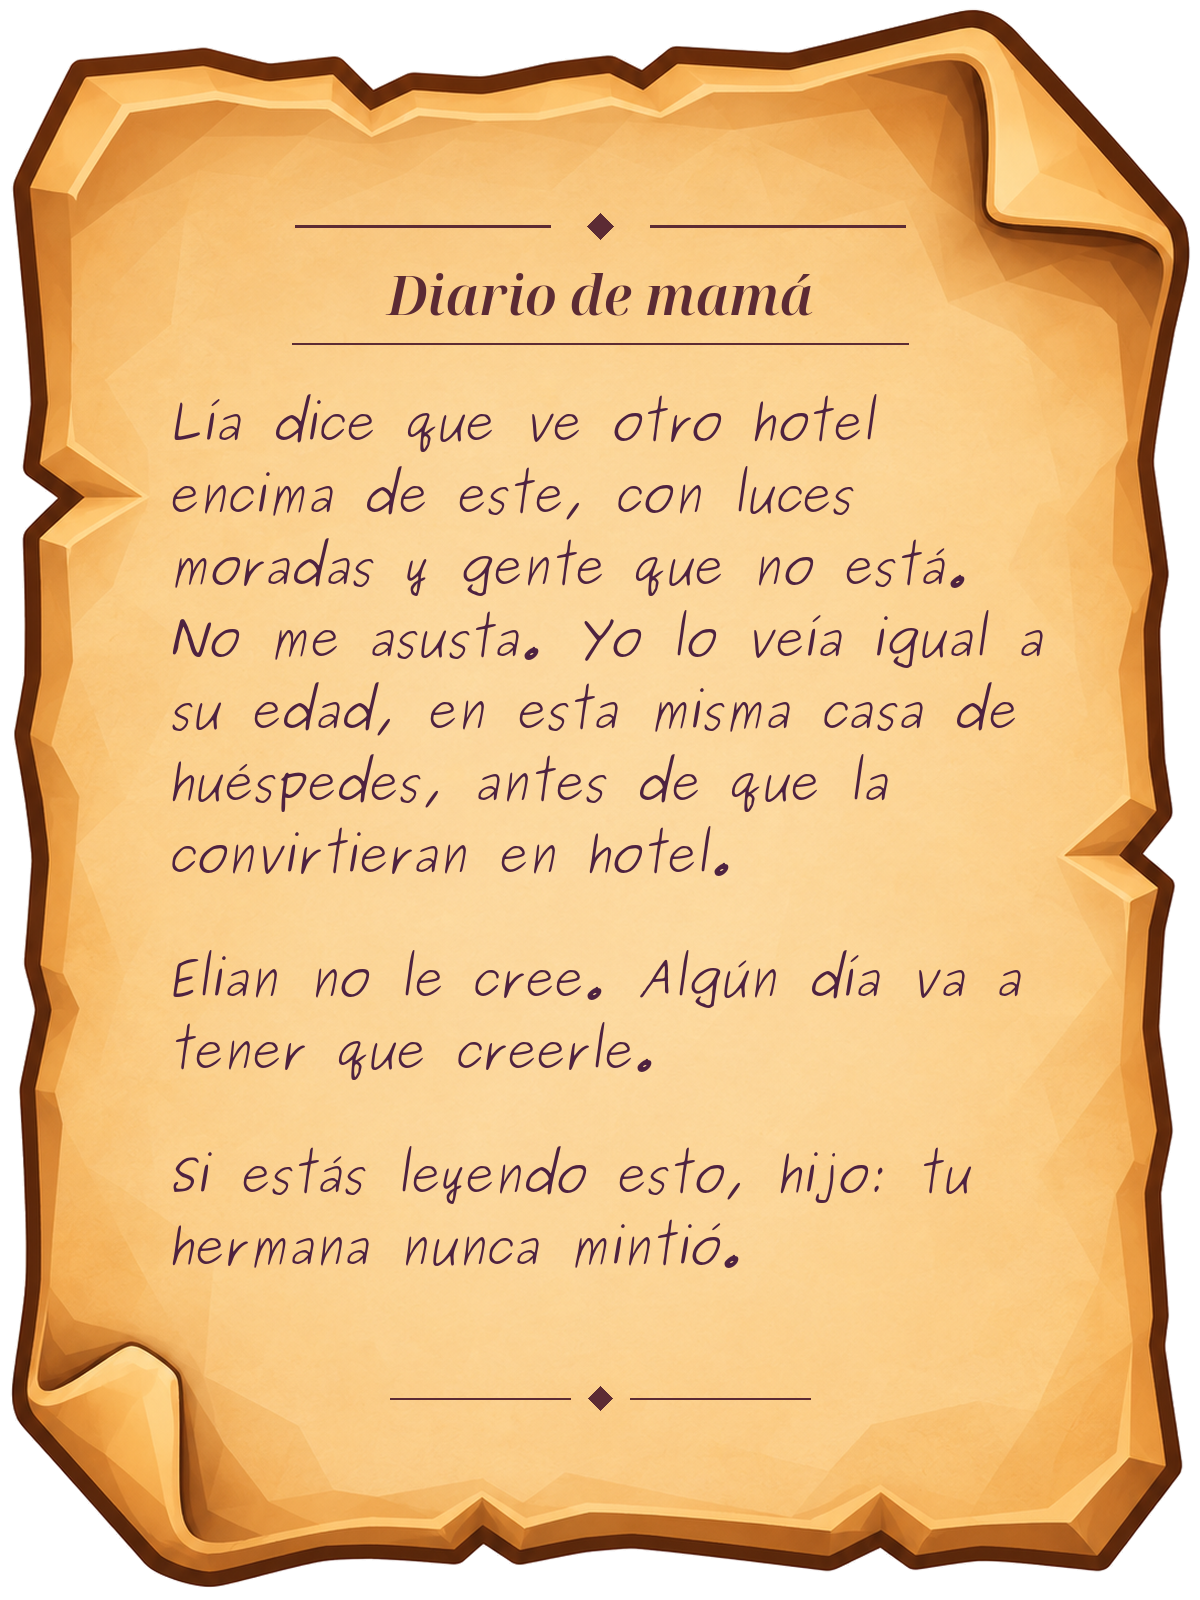 Diario de mamá
Lía dice que ve otro hotel
encima de este, con luces
moradas y gente que no está.
No me asusta. Yo lo veía igual a
su edad, en esta misma casa de
huéspedes, antes de que la
convirtieran en hotel.
Elian no le cree. Algún día va a
tener que creerle.
Si estás leyendo esto, hijo: tu
hermana nunca mintió.